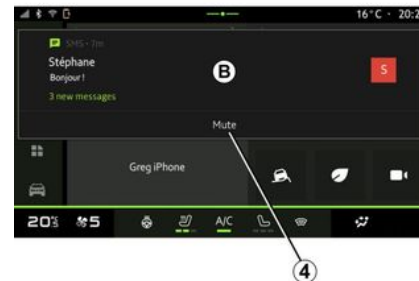 16°C · 20:2
SMS · 7m
Stéphane
Bonjour!
3 new messages
B
S
Mute
Greg iPhone
20.5 5 A/C
4